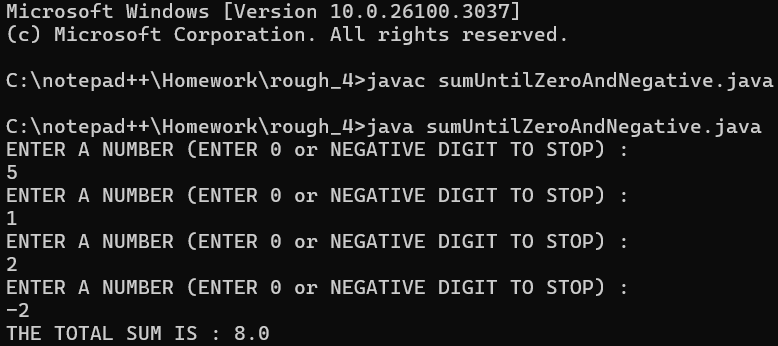 Microsoft Windows [Version 10.0.26100.3037]
(c) Microsoft Corporation. All rights reserved.
C:\notepad++\Homework\rough_4>javac sumUntilZeroAndNegative.java
C:\notepad++\Homework\rough_4>java sumUntilZeroAndNegative.java
ENTER A NUMBER (ENTER 0 or NEGATIVE DIGIT TO STOP) :
5
ENTER A NUMBER (ENTER 0 or NEGATIVE DIGIT TO STOP) :
1
ENTER A NUMBER (ENTER 0 or NEGATIVE DIGIT TO STOP) :
2
ENTER A NUMBER (ENTER 0 or NEGATIVE DIGIT TO STOP) :
-2
THE TOTAL SUM IS : 8.0